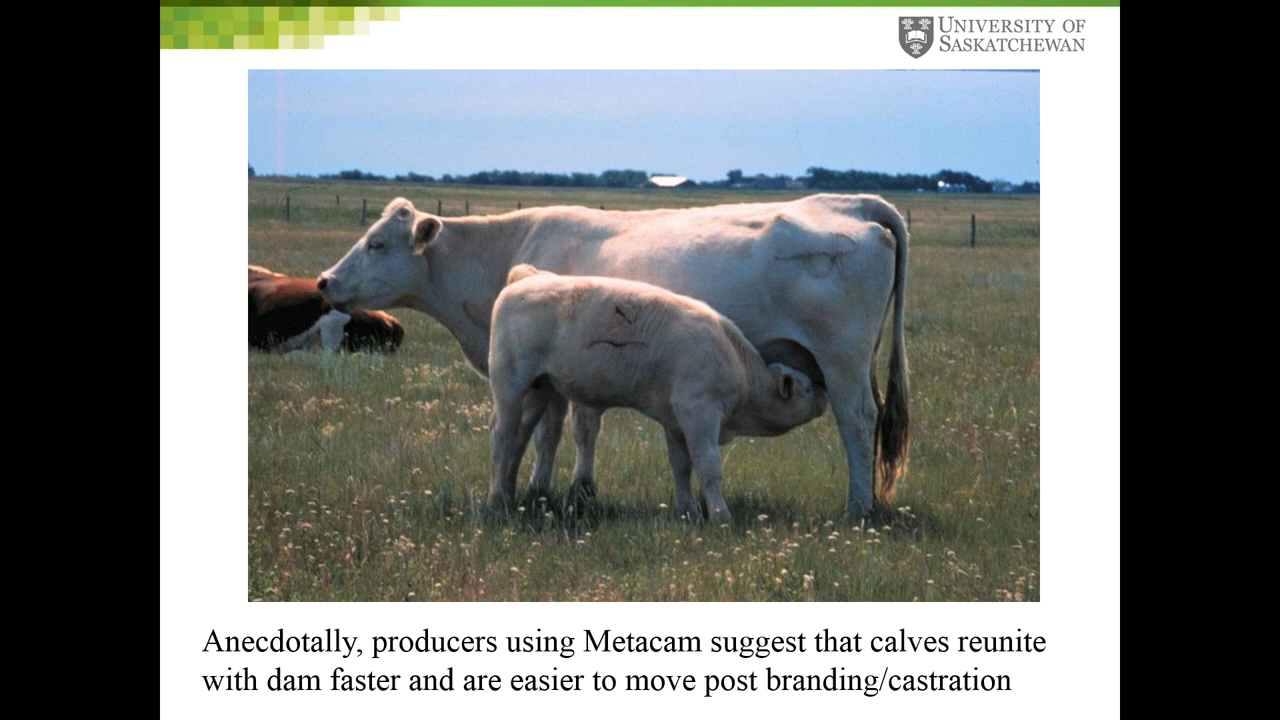 UNIVERSITY OF
SASKATCHEWAN
Anecdotally, producers using Metacam suggest that calves reunite
with dam faster and are easier to move post branding/castration